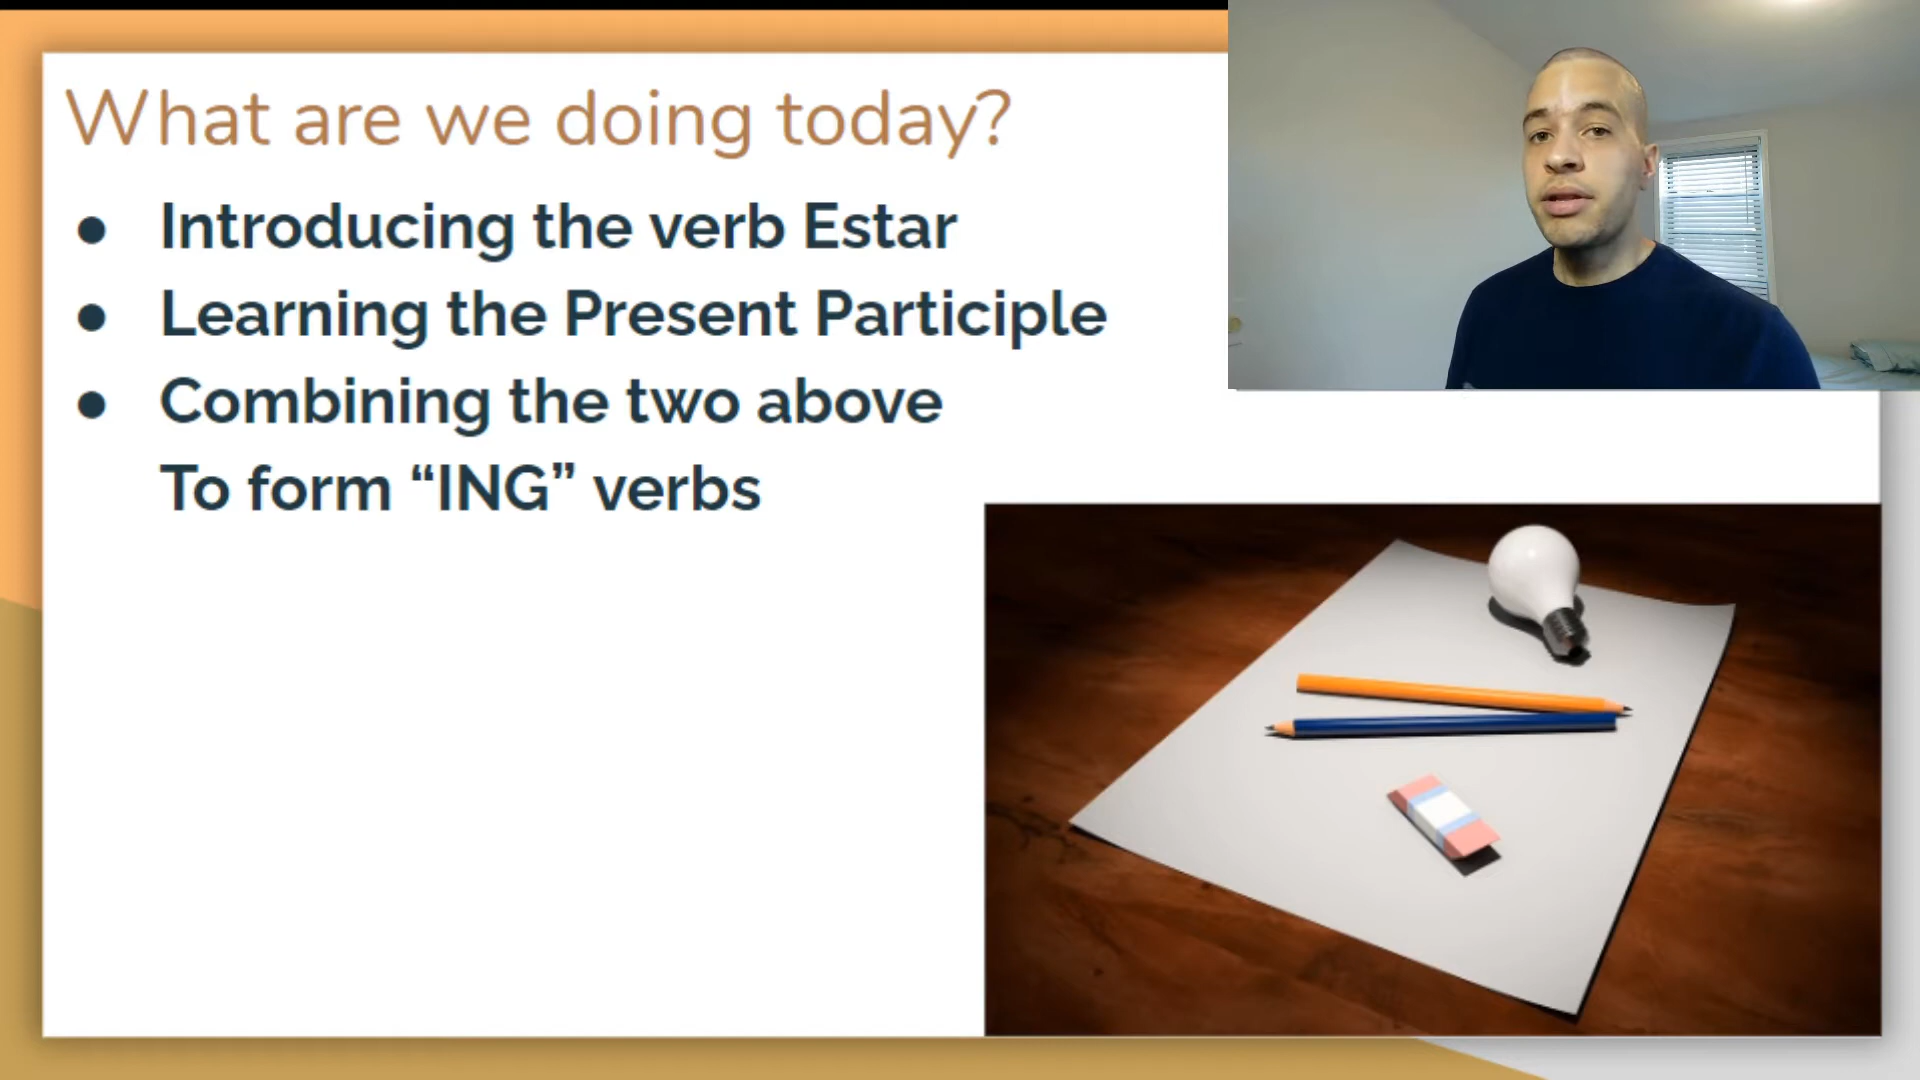 What are we doing today?
● Introducing the verb Estar
● Learning the Present Participle
● Combining the two above
To form “ING” verbs